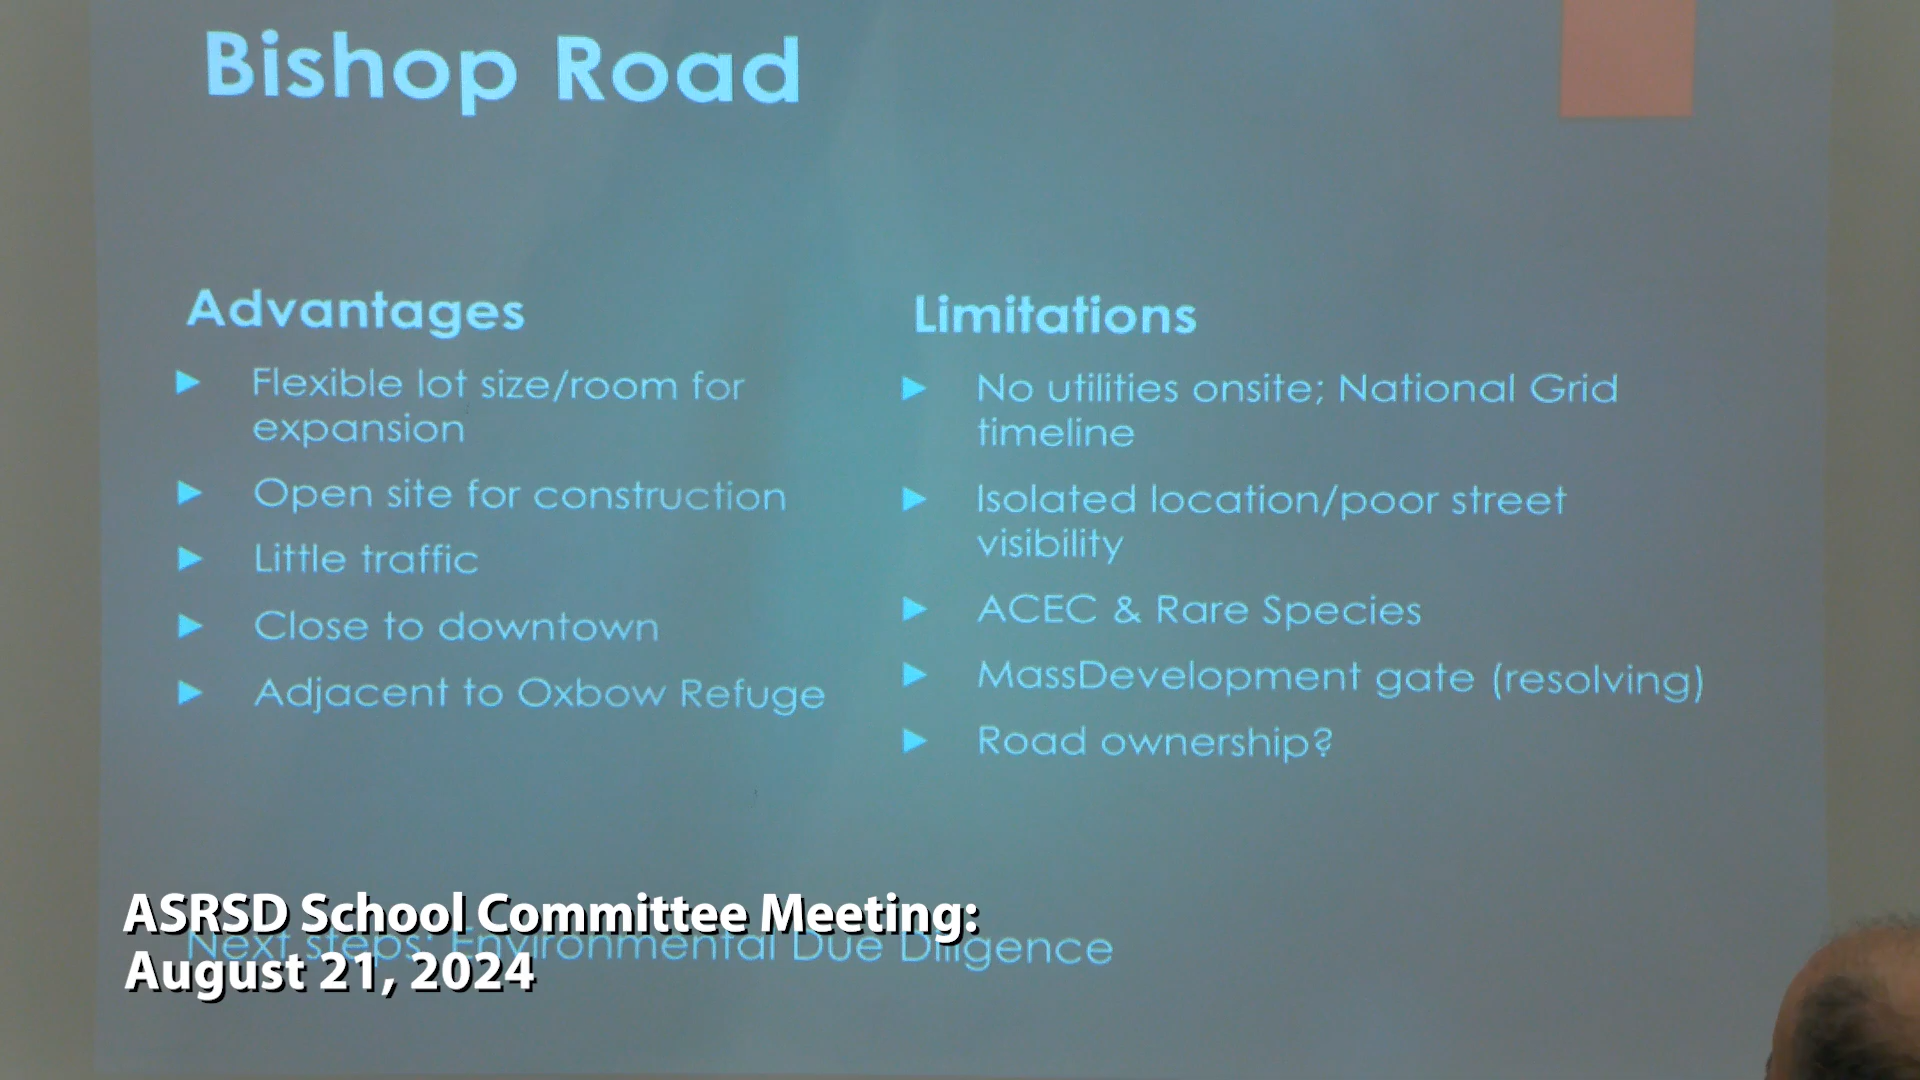 Bishop Road
Advantages
Flexible lot size/room for
expansion
Open site for construction
Little traffic
Close to downtown
Adjacent to Oxbow Refuge
Limitations
No utilities onsite; National Grid
timeline
Isolated location/poor street
visibility
ACEC & Rare Species
MassDevelopment gate (resolving)
Road ownership?
Next steps: Environmental Due Diligence
ASRSD School Committee Meeting:
August 21, 2024